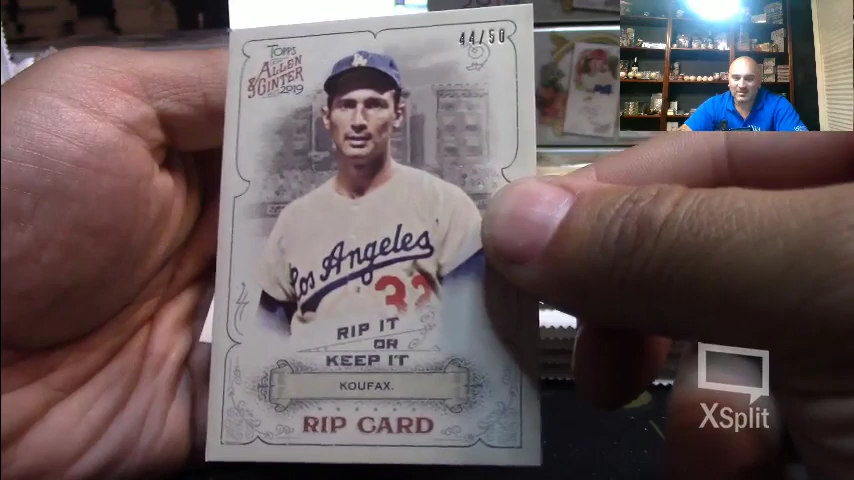 44/50
TOPPS
ALLEN
& GINTER
2019
Los Angeles
32
RIP IT
OR
KEEP IT
KOUFAX.
RIP CARD
XSplit